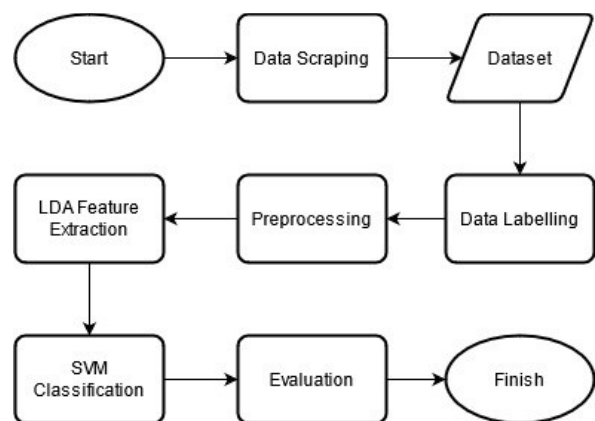 Start
Data Scraping
Dataset
Data Labelling
Preprocessing
LDA Feature
Extraction
SVM
Classification
Evaluation
Finish